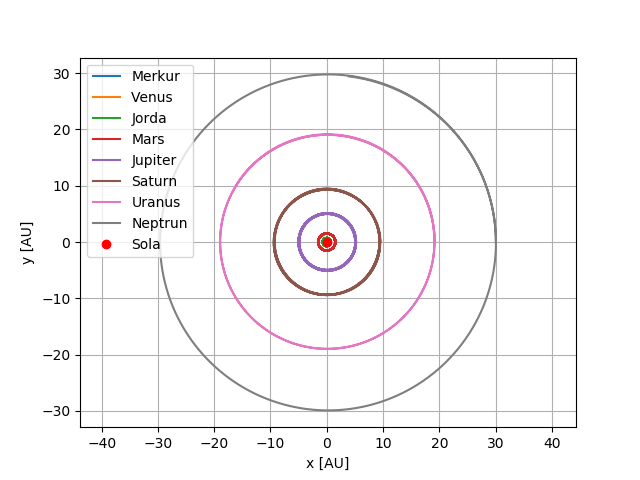 Merkur
Venus
Jorda
Mars
Jupiter
Saturn
Uranus
Neptrun
Sola
30
20
10
0
−10
−20
−30
y [AU]
−40 −30 −20 −10 0 10 20 30 40
x [AU]